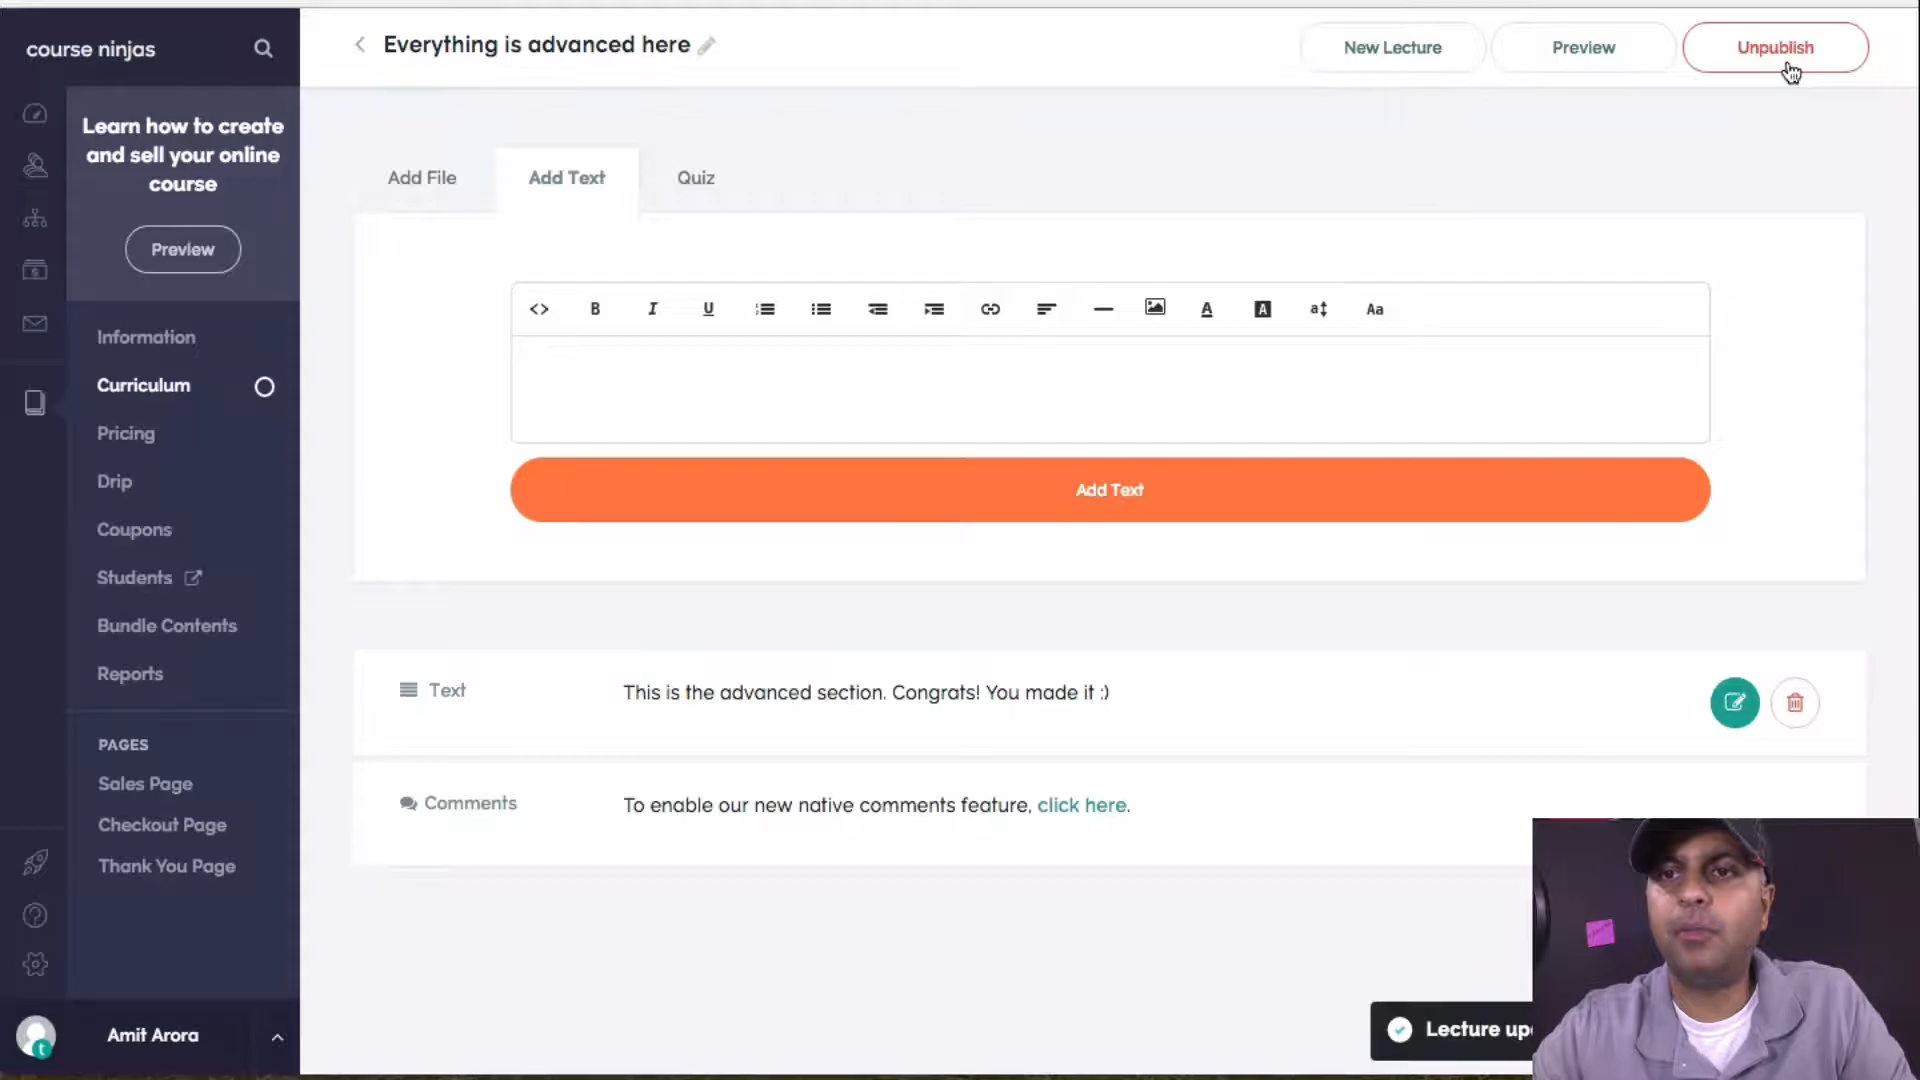 course ninjas
Everything is advanced here
New Lecture
Preview
Unpublish
Learn how to create
and sell your online
course
Preview
Information
Curriculum
Pricing
Drip
Coupons
Students
Bundle Contents
Reports
PAGES
Sales Page
Checkout Page
Thank You Page
Amit Arora
Add File
Add Text
Quiz
<> B I U A A a Aa
Add Text
Text
This is the advanced section. Congrats! You made it :)
Comments
To enable our new native comments feature, click here.
Lecture up